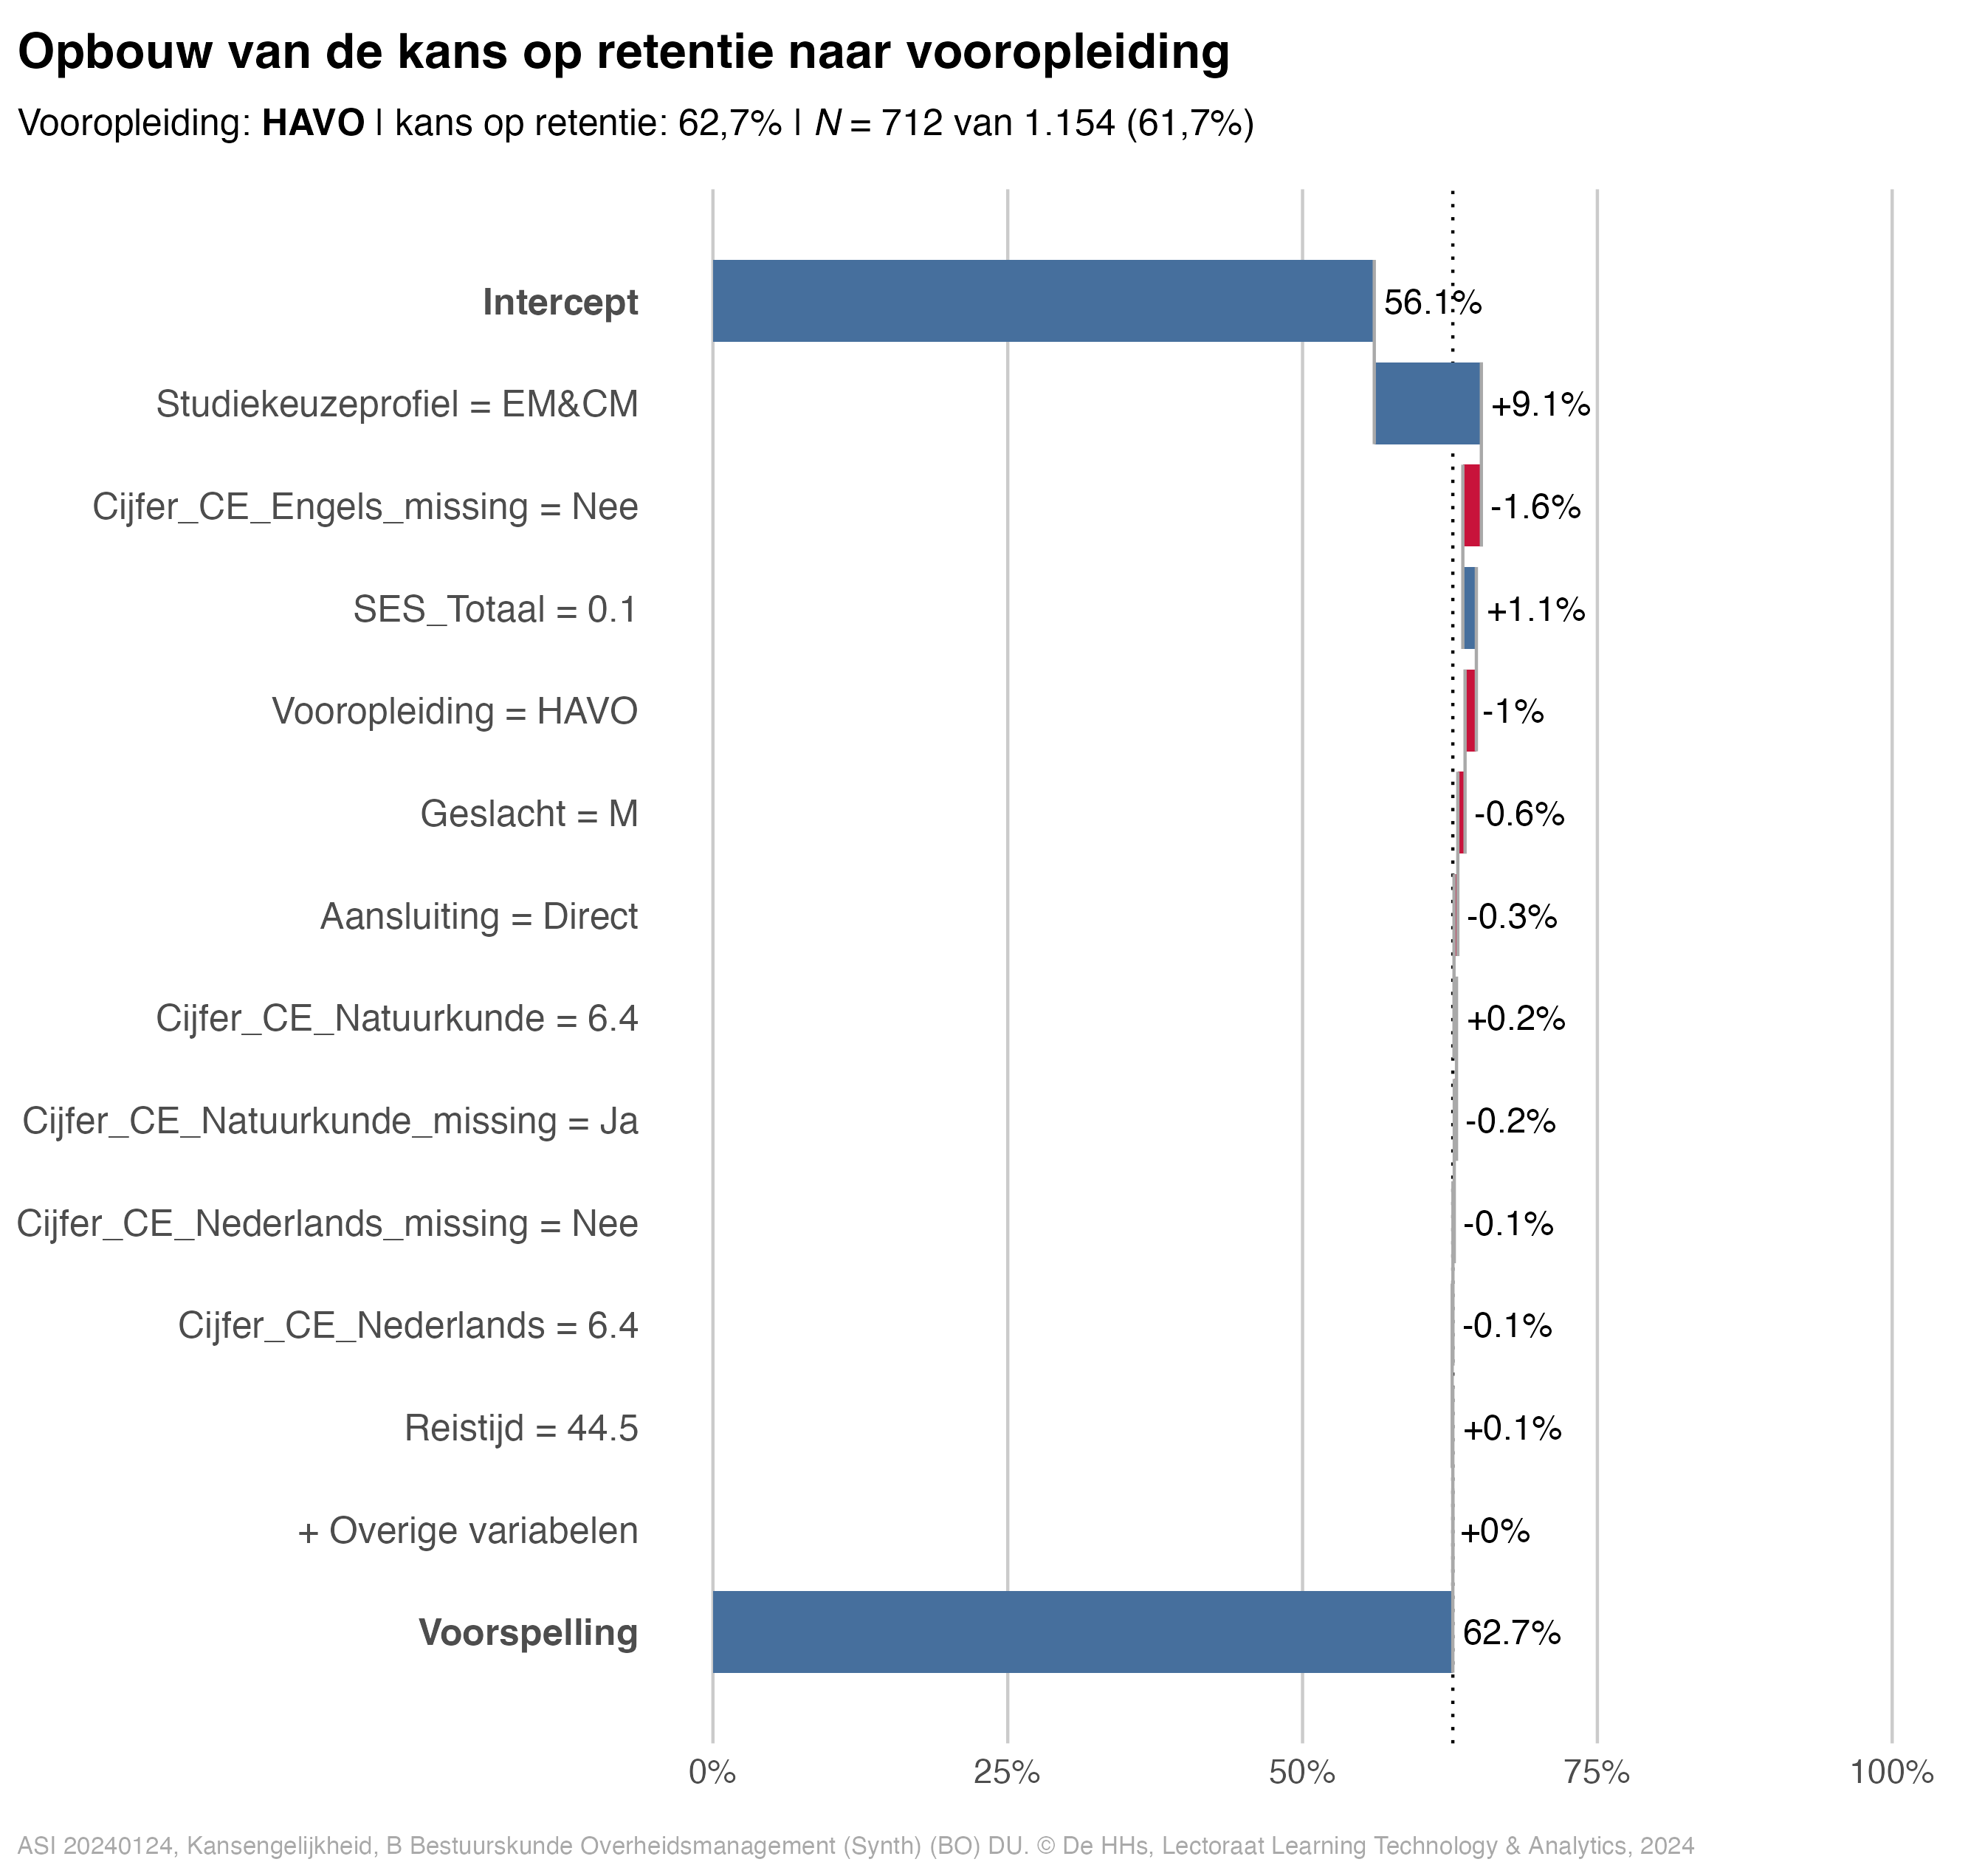 Opbouw van de kans op retentie naar vooropleiding
Vooropleiding: HAVO | kans op retentie: 62,7% | N = 712 van 1.154 (61,7%)
Intercept 56.1%
Studiekeuzeprofiel = EM&CM +9.1%
Cijfer_CE_Engels_missing = Nee -1.6%
SES_Totaal = 0.1 +1.1%
Vooropleiding = HAVO -1%
Geslacht = M -0.6%
Aansluiting = Direct -0.3%
Cijfer_CE_Natuurkunde = 6.4 +0.2%
Cijfer_CE_Natuurkunde_missing = Ja -0.2%
Cijfer_CE_Nederlands_missing = Nee -0.1%
Cijfer_CE_Nederlands = 6.4 -0.1%
Reistijd = 44.5 +0.1%
+ Overige variabelen +0%
Voorspelling 62.7%
0% 25% 50% 75% 100%
ASI 20240124, Kansengelijkheid, B Bestuurskunde Overheidsmanagement (Synth) (BO) DU. © De HHs, Lectoraat Learning Technology & Analytics, 2024